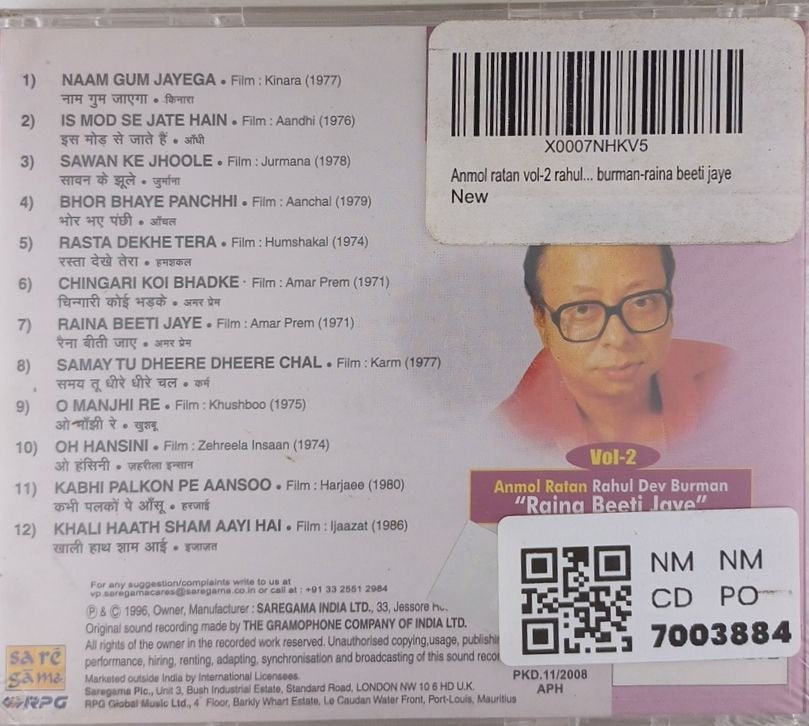 1) NAAM GUM JAYEGA • Film : Kinara (1977)
नाम गुम जाएगा • किनारा
2) IS MOD SE JATE HAIN • Film : Aandhi (1976)
इस मोड़ से जाते हैं • आँधी
3) SAWAN KE JHOOLE • Film : Jurmana (1978)
सावन के झूले • जुर्माना
4) BHOR BHAYE PANCHHI • Film : Aanchal (1979)
भोर भए पंछी • आँचल
5) RASTA DEKHE TERA • Film : Humshakal (1974)
रस्ता देखे तेरा • हमशकल
6) CHINGARI KOI BHADKE · Film : Amar Prem (1971)
चिन्गारी कोई भड़के • अमर प्रेम
7) RAINA BEETI JAYE • Film : Amar Prem (1971)
रैना बीती जाए • अमर प्रेम
8) SAMAY TU DHEERE DHEERE CHAL • Film : Karm (1977)
समय तू धीरे धीरे चल • कर्म
9) O MANJHI RE • Film : Khushboo (1975)
ओ माँझी रे • खुशबू
10) OH HANSINI • Film : Zehreela Insaan (1974)
ओ हंसिनी • ज़हरीला इन्सान
11) KABHI PALKON PE AANSOO • Film : Harjaee (1980)
कभी पलकों पे आँसू • हरजाई
12) KHALI HAATH SHAM AAYI HAI • Film : Ijaazat (1986)
खाली हाथ शाम आई • इजाज़त
X0007NHKV5
Anmol ratan vol-2 rahul... burman-raina beeti jaye
New
Vol-2
Anmol Ratan Rahul Dev Burman
"Raina Beeti Jaye"
NM NM
CD PO
7003884
For any suggestion/complaints write to us at
vp.saregamacares@saregama.co.in or call at : +91 33 2551 2984
℗ & © 1996, Owner, Manufacturer : SAREGAMA INDIA LTD., 33, Jessore
Original sound recording made by THE GRAMOPHONE COMPANY OF INDIA LTD.
All rights of the owner in the recorded work reserved. Unauthorised copying,usage,
performance, hiring, renting, adapting, synchronisation and broadcasting of this sound
Marketed outside India by International Licensees.
Saregama Plc., Unit 3, Bush Industrial Estate, Standard Road, LONDON NW 10 6 HD U.K.
RPG Global Music Ltd., 4 Floor, Barkly Wharf Estate, Le Caudan Water Front, Port-Louis, Mauritius
PKD.11/2008
APH
sa re
ga ma
RPG